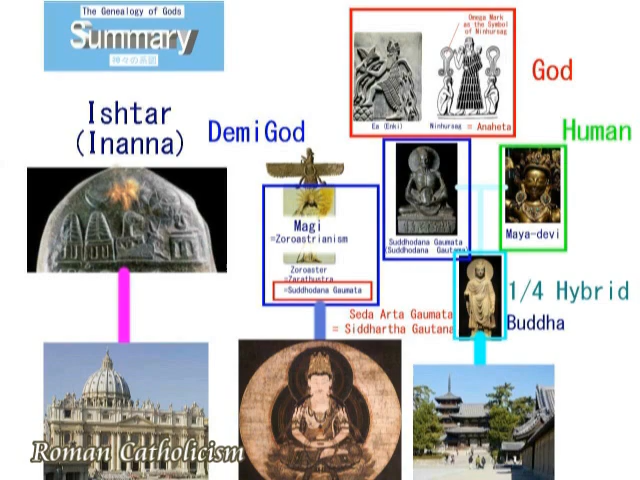 The Genealogy of Gods
Summary
神々の系図
Omega Mark
as the Symbol
of Ninhursag
God
Ea (Enki)
Ninhursag = Anaheta
Ishtar
(Inanna)
DemiGod
Human
Magi
=Zoroastrianism
Zoroaster
=Zarathustra
=Suddhodana Gaumata
Suddhodana Gaumata
(Suddhodana Gautama)
Maya-devi
1/4 Hybrid
Buddha
Seda Arta Gaumata
= Siddhartha Gautana
Roman Catholicism